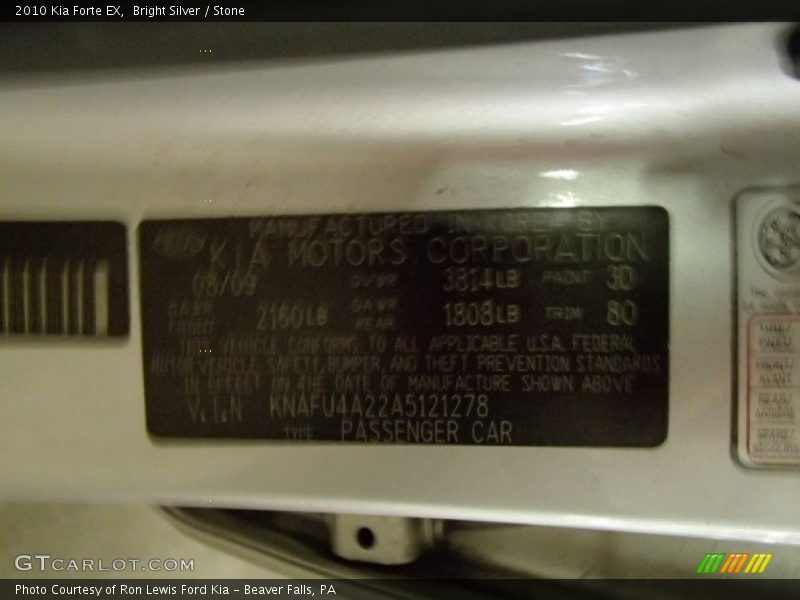 2010 Kia Forte EX,  Bright Silver / Stone
MANUFACTURED IN KOREA BY
KIA MOTORS CORPORATION
08/09 GVWR 3814LB PAINT 30
GAWR FRONT 2160LB GAWR REAR 1808LB TRIM 80
THIS VEHICLE CONFORMS TO ALL APPLICABLE U.S.A. FEDERAL
MOTOR VEHICLE SAFETY, BUMPER, AND THEFT PREVENTION STANDARDS
IN EFFECT ON THE DATE OF MANUFACTURE SHOWN ABOVE
V.I.N KNAFU4A22A5121278
TYPE PASSENGER CAR
GTCARLOT.COM
Photo Courtesy of Ron Lewis Ford Kia - Beaver Falls, PA